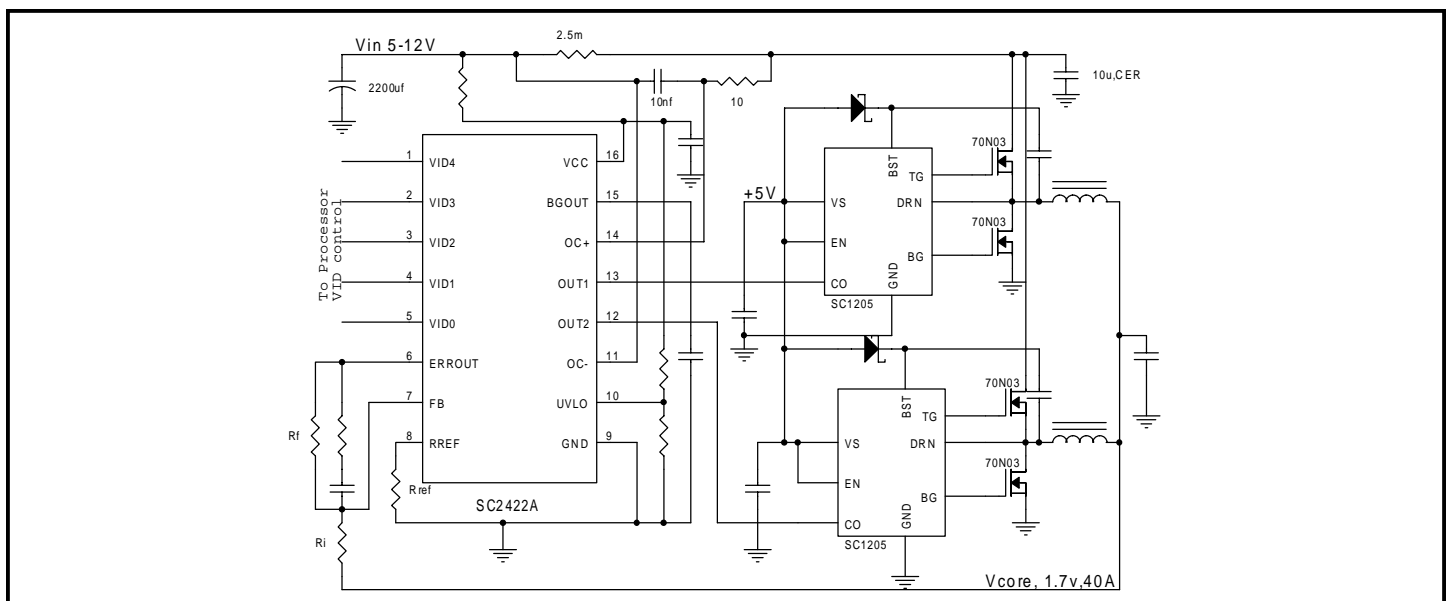 Vin 5-12V
2.5m
2200uf
10nf
10
10u,CER
To Processor
VID control
1 VID4
2 VID3
3 VID2
4 VID1
5 VID0
6 ERROUT
7 FB
8 RREF
VCC 16
BGOUT 15
OC+ 14
OUT1 13
OUT2 12
OC- 11
UVLO 10
GND 9
SC2422A
Rf
Ri
Rref
+5V
VS
EN
CO
BST
TG
DRN
BG
GND
SC1205
70N03
70N03
VS
EN
CO
BST
TG
DRN
BG
GND
SC1205
70N03
70N03
Vcore, 1.7v,40A